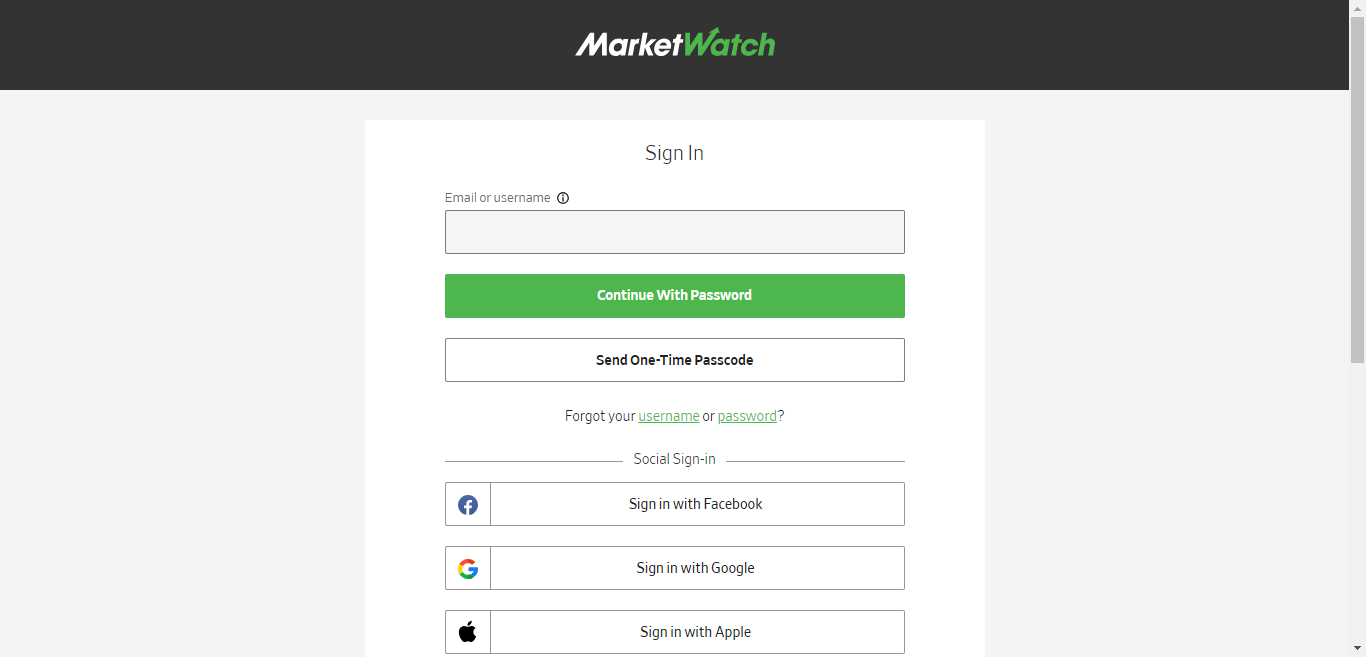 MarketWatch
Sign In
Email or username
Continue With Password
Send One-Time Passcode
Forgot your username or password?
Social Sign-in
Sign in with Facebook
Sign in with Google
Sign in with Apple